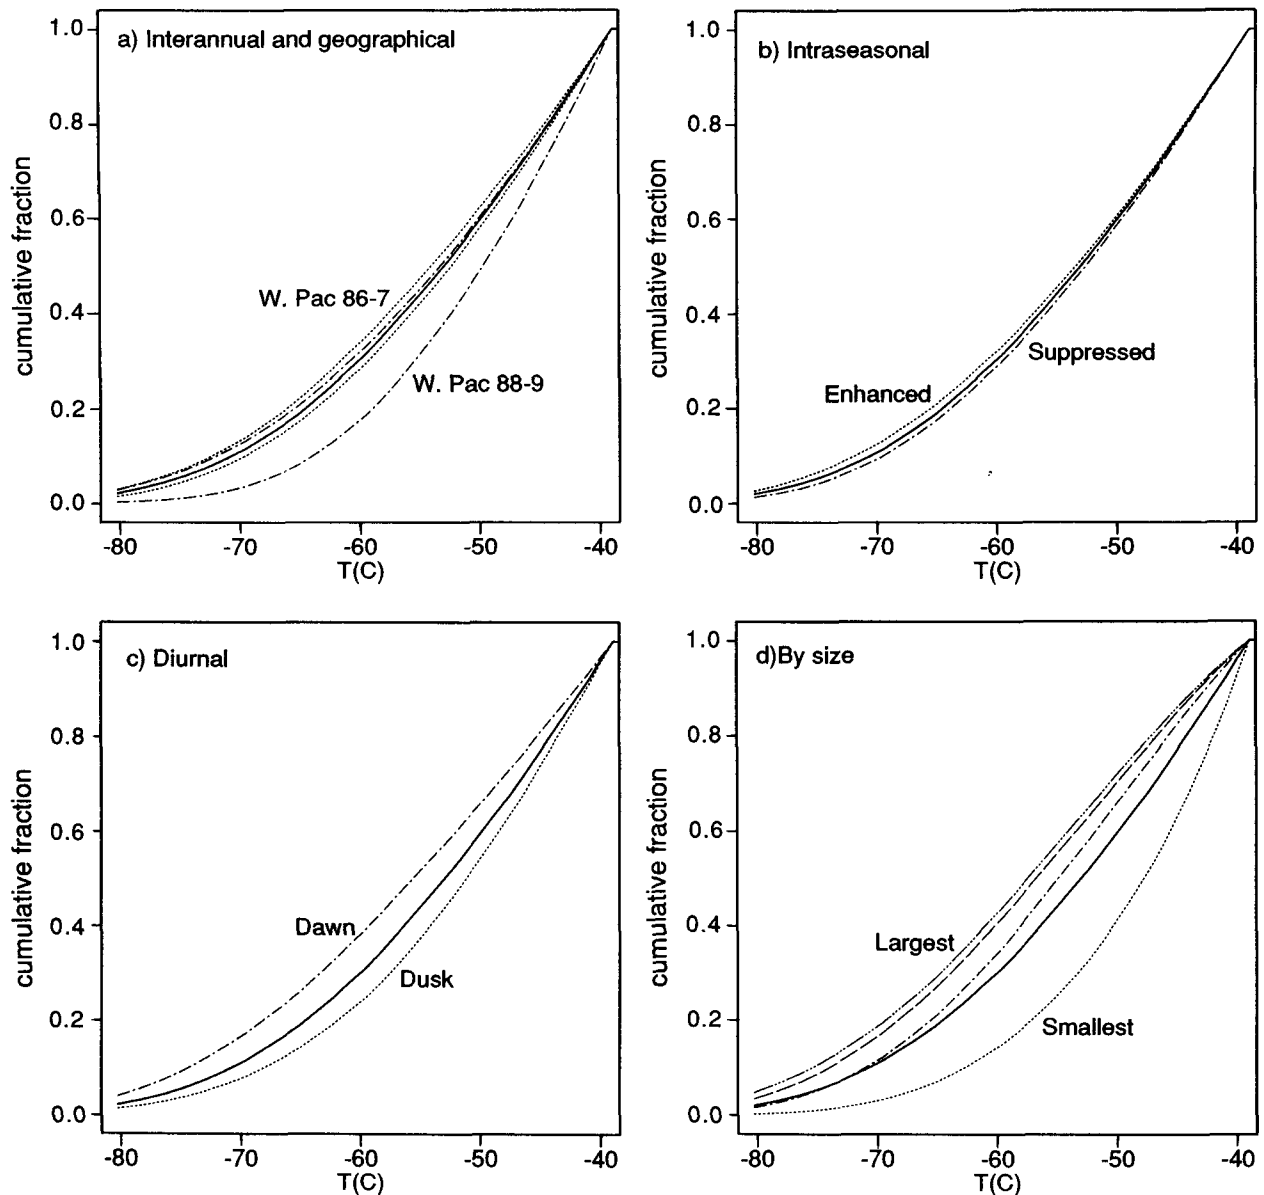 a) Interannual and geographical
cumulative fraction
1.0
0.8
0.6
0.4
0.2
0.0
W. Pac 86-7
W. Pac 88-9
-80 -70 -60 -50 -40
T(C)
b) Intraseasonal
cumulative fraction
1.0
0.8
0.6
0.4
0.2
0.0
Suppressed
Enhanced
-80 -70 -60 -50 -40
T(C)
c) Diurnal
cumulative fraction
1.0
0.8
0.6
0.4
0.2
0.0
Dawn
Dusk
-80 -70 -60 -50 -40
T(C)
d)By size
cumulative fraction
1.0
0.8
0.6
0.4
0.2
0.0
Largest
Smallest
-80 -70 -60 -50 -40
T(C)